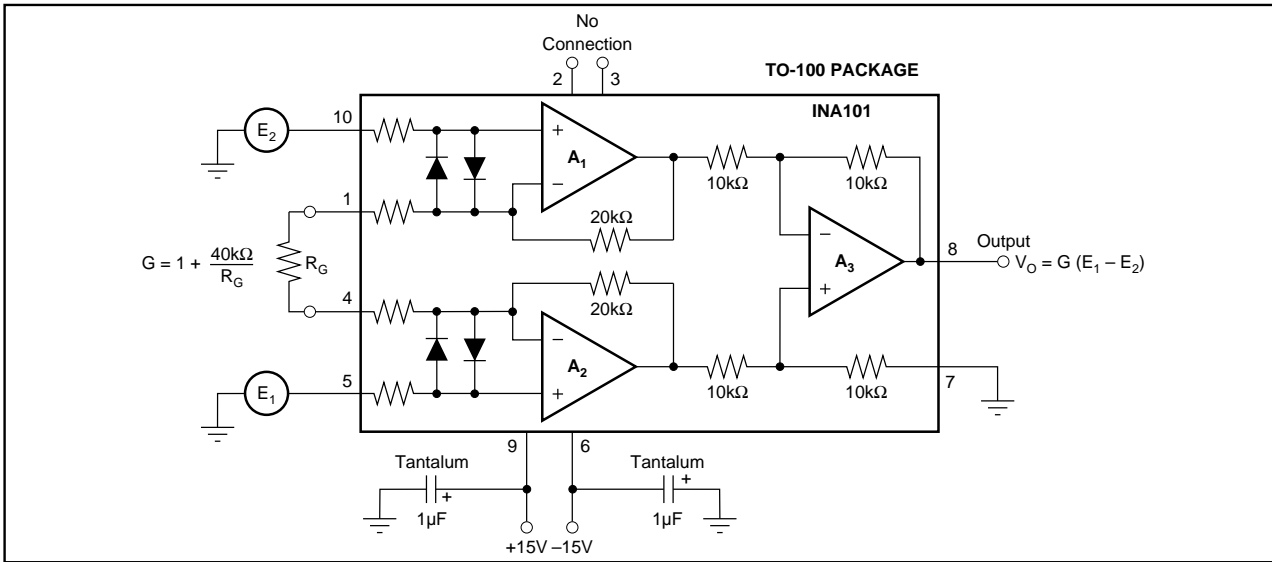 No
Connection
2
3
TO-100 PACKAGE
INA101
E2
10
+
A1
−
10kΩ
10kΩ
1
20kΩ
G = 1 + 40kΩ
RG
RG
−
A3
+
8
Output
VO = G (E1 – E2)
4
20kΩ
−
A2
+
10kΩ
10kΩ
7
E1
5
9
6
Tantalum
+
1µF
Tantalum
+
1µF
+15V –15V